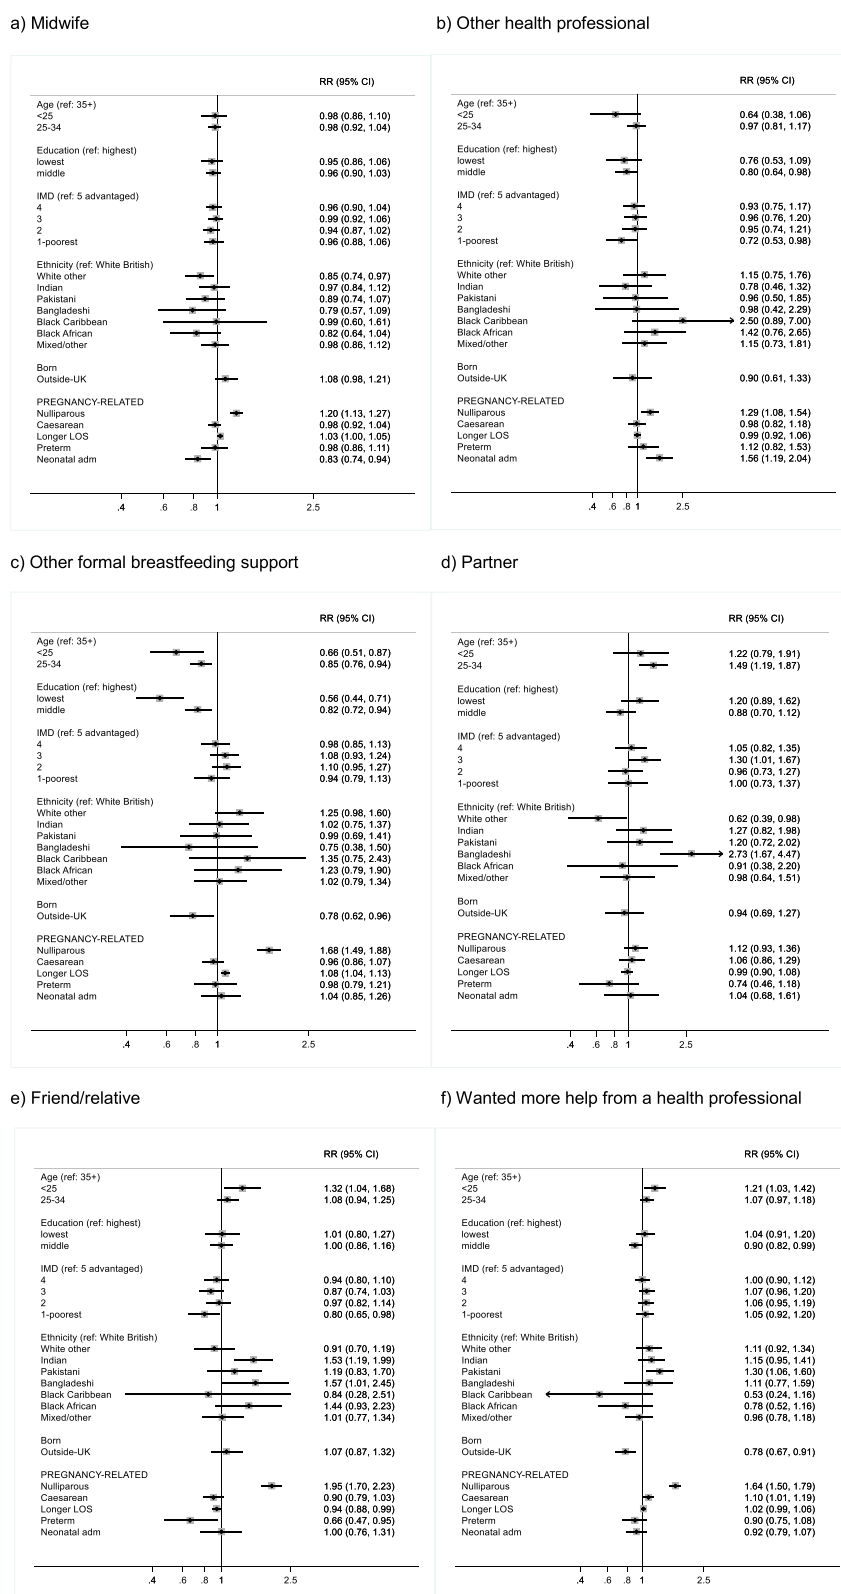 a) Midwife
RR (95% CI)
Age (ref: 35+)
<25 0.98 (0.86, 1.10)
25-34 0.98 (0.92, 1.04)
Education (ref: highest)
lowest 0.95 (0.86, 1.06)
middle 0.96 (0.90, 1.03)
IMD (ref: 5 advantaged)
4 0.96 (0.90, 1.04)
3 0.99 (0.92, 1.06)
2 0.94 (0.87, 1.02)
1-poorest 0.96 (0.88, 1.06)
Ethnicity (ref: White British)
White other 0.85 (0.74, 0.97)
Indian 0.97 (0.84, 1.12)
Pakistani 0.89 (0.74, 1.07)
Bangladeshi 0.79 (0.57, 1.09)
Black Caribbean 0.99 (0.60, 1.61)
Black African 0.82 (0.64, 1.04)
Mixed/other 0.98 (0.86, 1.12)
Born
Outside-UK 1.08 (0.98, 1.21)
PREGNANCY-RELATED
Nulliparous 1.20 (1.13, 1.27)
Caesarean 0.98 (0.92, 1.04)
Longer LOS 1.03 (1.00, 1.05)
Preterm 0.98 (0.86, 1.11)
Neonatal adm 0.83 (0.74, 0.94)
.4 .6 .8 1 2.5
b) Other health professional
RR (95% CI)
Age (ref: 35+)
<25 0.64 (0.38, 1.06)
25-34 0.97 (0.81, 1.17)
Education (ref: highest)
lowest 0.76 (0.53, 1.09)
middle 0.80 (0.64, 0.98)
IMD (ref: 5 advantaged)
4 0.93 (0.75, 1.17)
3 0.96 (0.76, 1.20)
2 0.95 (0.74, 1.21)
1-poorest 0.72 (0.53, 0.98)
Ethnicity (ref: White British)
White other 1.15 (0.75, 1.76)
Indian 0.78 (0.46, 1.32)
Pakistani 0.96 (0.50, 1.85)
Bangladeshi 0.98 (0.42, 2.29)
Black Caribbean 2.50 (0.89, 7.00)
Black African 1.42 (0.76, 2.65)
Mixed/other 1.15 (0.73, 1.81)
Born
Outside-UK 0.90 (0.61, 1.33)
PREGNANCY-RELATED
Nulliparous 1.29 (1.08, 1.54)
Caesarean 0.98 (0.82, 1.18)
Longer LOS 0.99 (0.92, 1.06)
Preterm 1.12 (0.82, 1.53)
Neonatal adm 1.56 (1.19, 2.04)
.4 .6 .8 1 2.5
c) Other formal breastfeeding support
RR (95% CI)
Age (ref: 35+)
<25 0.66 (0.51, 0.87)
25-34 0.85 (0.76, 0.94)
Education (ref: highest)
lowest 0.56 (0.44, 0.71)
middle 0.82 (0.72, 0.94)
IMD (ref: 5 advantaged)
4 0.98 (0.85, 1.13)
3 1.08 (0.93, 1.24)
2 1.10 (0.95, 1.27)
1-poorest 0.94 (0.79, 1.13)
Ethnicity (ref: White British)
White other 1.25 (0.98, 1.60)
Indian 1.02 (0.75, 1.37)
Pakistani 0.99 (0.69, 1.41)
Bangladeshi 0.75 (0.38, 1.50)
Black Caribbean 1.35 (0.75, 2.43)
Black African 1.23 (0.79, 1.90)
Mixed/other 1.02 (0.79, 1.34)
Born
Outside-UK 0.78 (0.62, 0.96)
PREGNANCY-RELATED
Nulliparous 1.68 (1.49, 1.88)
Caesarean 0.96 (0.86, 1.07)
Longer LOS 1.08 (1.04, 1.13)
Preterm 0.98 (0.79, 1.21)
Neonatal adm 1.04 (0.85, 1.26)
.4 .6 .8 1 2.5
d) Partner
RR (95% CI)
Age (ref: 35+)
<25 1.22 (0.79, 1.91)
25-34 1.49 (1.19, 1.87)
Education (ref: highest)
lowest 1.20 (0.89, 1.62)
middle 0.88 (0.70, 1.12)
IMD (ref: 5 advantaged)
4 1.05 (0.82, 1.35)
3 1.30 (1.01, 1.67)
2 0.96 (0.73, 1.27)
1-poorest 1.00 (0.73, 1.37)
Ethnicity (ref: White British)
White other 0.62 (0.39, 0.98)
Indian 1.27 (0.82, 1.98)
Pakistani 1.20 (0.72, 2.02)
Bangladeshi 2.73 (1.67, 4.47)
Black African 0.91 (0.38, 2.20)
Mixed/other 0.98 (0.64, 1.51)
Born
Outside-UK 0.94 (0.69, 1.27)
PREGNANCY-RELATED
Nulliparous 1.12 (0.93, 1.36)
Caesarean 1.06 (0.86, 1.29)
Longer LOS 0.99 (0.90, 1.08)
Preterm 0.74 (0.46, 1.18)
Neonatal adm 1.04 (0.68, 1.61)
.4 .6 .8 1 2.5
e) Friend/relative
RR (95% CI)
Age (ref: 35+)
<25 1.32 (1.04, 1.68)
25-34 1.08 (0.94, 1.25)
Education (ref: highest)
lowest 1.01 (0.80, 1.27)
middle 1.00 (0.86, 1.16)
IMD (ref: 5 advantaged)
4 0.94 (0.80, 1.10)
3 0.87 (0.74, 1.03)
2 0.97 (0.82, 1.14)
1-poorest 0.80 (0.65, 0.98)
Ethnicity (ref: White British)
White other 0.91 (0.70, 1.19)
Indian 1.53 (1.19, 1.99)
Pakistani 1.19 (0.83, 1.70)
Bangladeshi 1.57 (1.01, 2.45)
Black Caribbean 0.84 (0.28, 2.51)
Black African 1.44 (0.93, 2.23)
Mixed/other 1.01 (0.77, 1.34)
Born
Outside-UK 1.07 (0.87, 1.32)
PREGNANCY-RELATED
Nulliparous 1.95 (1.70, 2.23)
Caesarean 0.90 (0.79, 1.03)
Longer LOS 0.94 (0.88, 0.99)
Preterm 0.66 (0.47, 0.95)
Neonatal adm 1.00 (0.76, 1.31)
.4 .6 .8 1 2.5
f) Wanted more help from a health professional
RR (95% CI)
Age (ref: 35+)
<25 1.21 (1.03, 1.42)
25-34 1.07 (0.97, 1.18)
Education (ref: highest)
lowest 1.04 (0.91, 1.20)
middle 0.90 (0.82, 0.99)
IMD (ref: 5 advantaged)
4 1.00 (0.90, 1.12)
3 1.07 (0.96, 1.20)
2 1.06 (0.95, 1.19)
1-poorest 1.05 (0.92, 1.20)
Ethnicity (ref: White British)
White other 1.11 (0.92, 1.34)
Indian 1.15 (0.95, 1.41)
Pakistani 1.30 (1.06, 1.60)
Bangladeshi 1.11 (0.77, 1.59)
Black Caribbean 0.53 (0.24, 1.16)
Black African 0.78 (0.52, 1.16)
Mixed/other 0.96 (0.78, 1.18)
Born
Outside-UK 0.78 (0.67, 0.91)
PREGNANCY-RELATED
Nulliparous 1.64 (1.50, 1.79)
Caesarean 1.10 (1.01, 1.19)
Longer LOS 1.02 (0.99, 1.06)
Preterm 0.90 (0.75, 1.08)
Neonatal adm 0.92 (0.79, 1.07)
.4 .6 .8 1 2.5